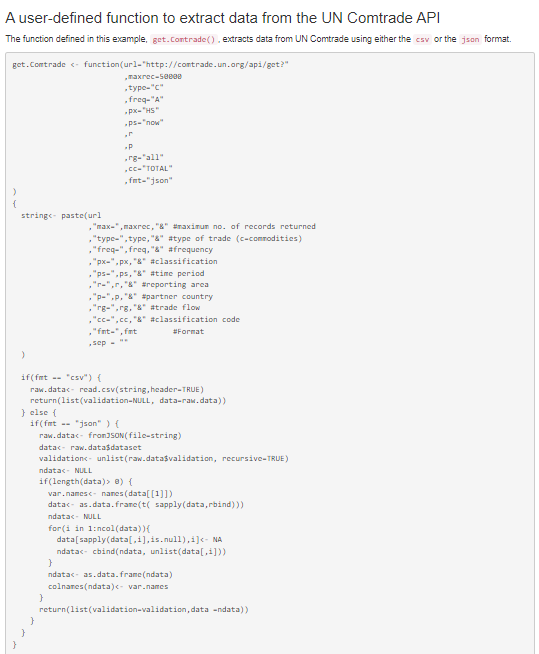 A user-defined function to extract data from the UN Comtrade API
The function defined in this example, get.Comtrade(), extracts data from UN Comtrade using either the csv or the json format.
get.Comtrade <- function(url="http://comtrade.un.org/api/get?"
,maxrec=50000
,type="C"
,freq="A"
,px="HS"
,ps="now"
,r
,p
,rg="all"
,cc="TOTAL"
,fmt="json"
)
{
string<- paste(url
,"max=",maxrec,"&" #maximum no. of records returned
,"type=",type,"&" #type of trade (c=commodities)
,"freq=",freq,"&" #frequency
,"px=",px,"&" #classification
,"ps=",ps,"&" #time period
,"r=",r,"&" #reporting area
,"p=",p,"&" #partner country
,"rg=",rg,"&" #trade flow
,"cc=",cc,"&" #classification code
,"fmt=",fmt #Format
,sep = ""
)
if(fmt == "csv") {
raw.data<- read.csv(string,header=TRUE)
return(list(validation=NULL, data=raw.data))
} else {
if(fmt == "json" ) {
raw.data<- fromJSON(file=string)
data<- raw.data$dataset
validation<- unlist(raw.data$validation, recursive=TRUE)
ndata<- NULL
if(length(data)> 0) {
var.names<- names(data[[1]])
data<- as.data.frame(t( sapply(data,rbind)))
ndata<- NULL
for(i in 1:ncol(data)){
data[sapply(data[,i],is.null),i]<- NA
ndata<- cbind(ndata, unlist(data[,i]))
}
ndata<- as.data.frame(ndata)
colnames(ndata)<- var.names
}
return(list(validation=validation,data =ndata))
}
}
}